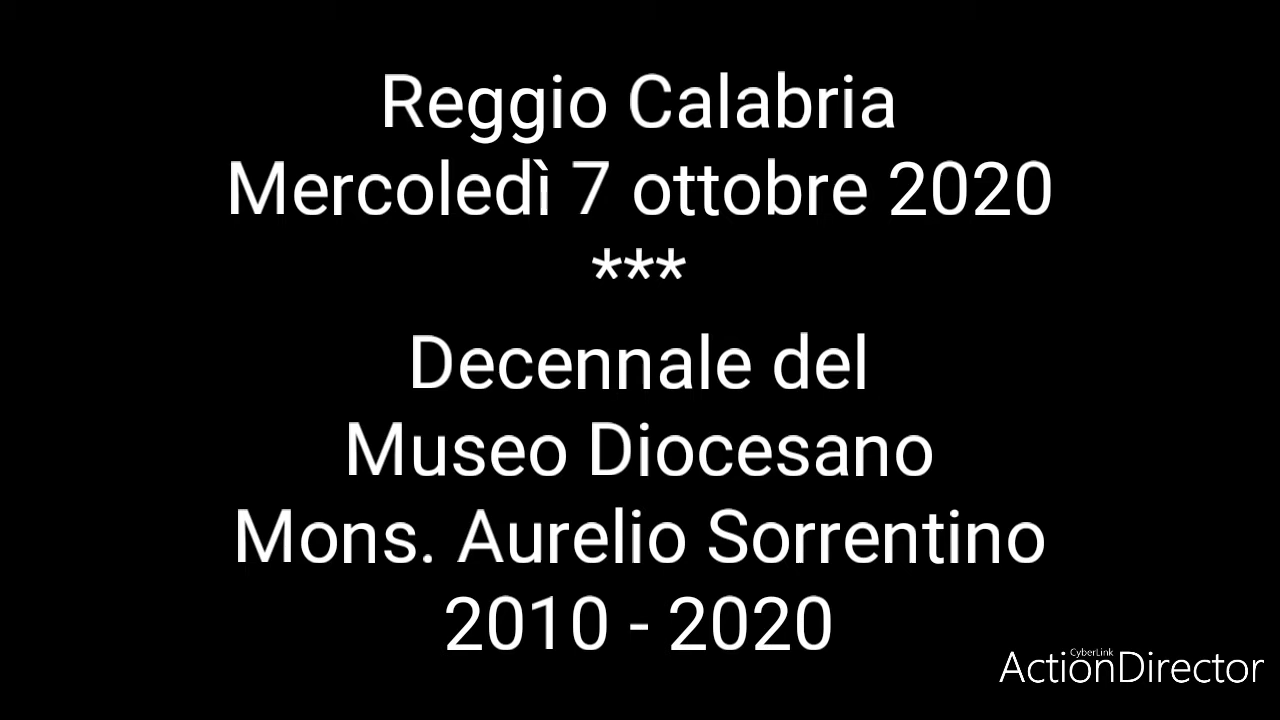 Reggio Calabria
Mercoledì 7 ottobre 2020
***
Decennale del
Museo Diocesano
Mons. Aurelio Sorrentino
2010 - 2020
CyberLink
ActionDirector